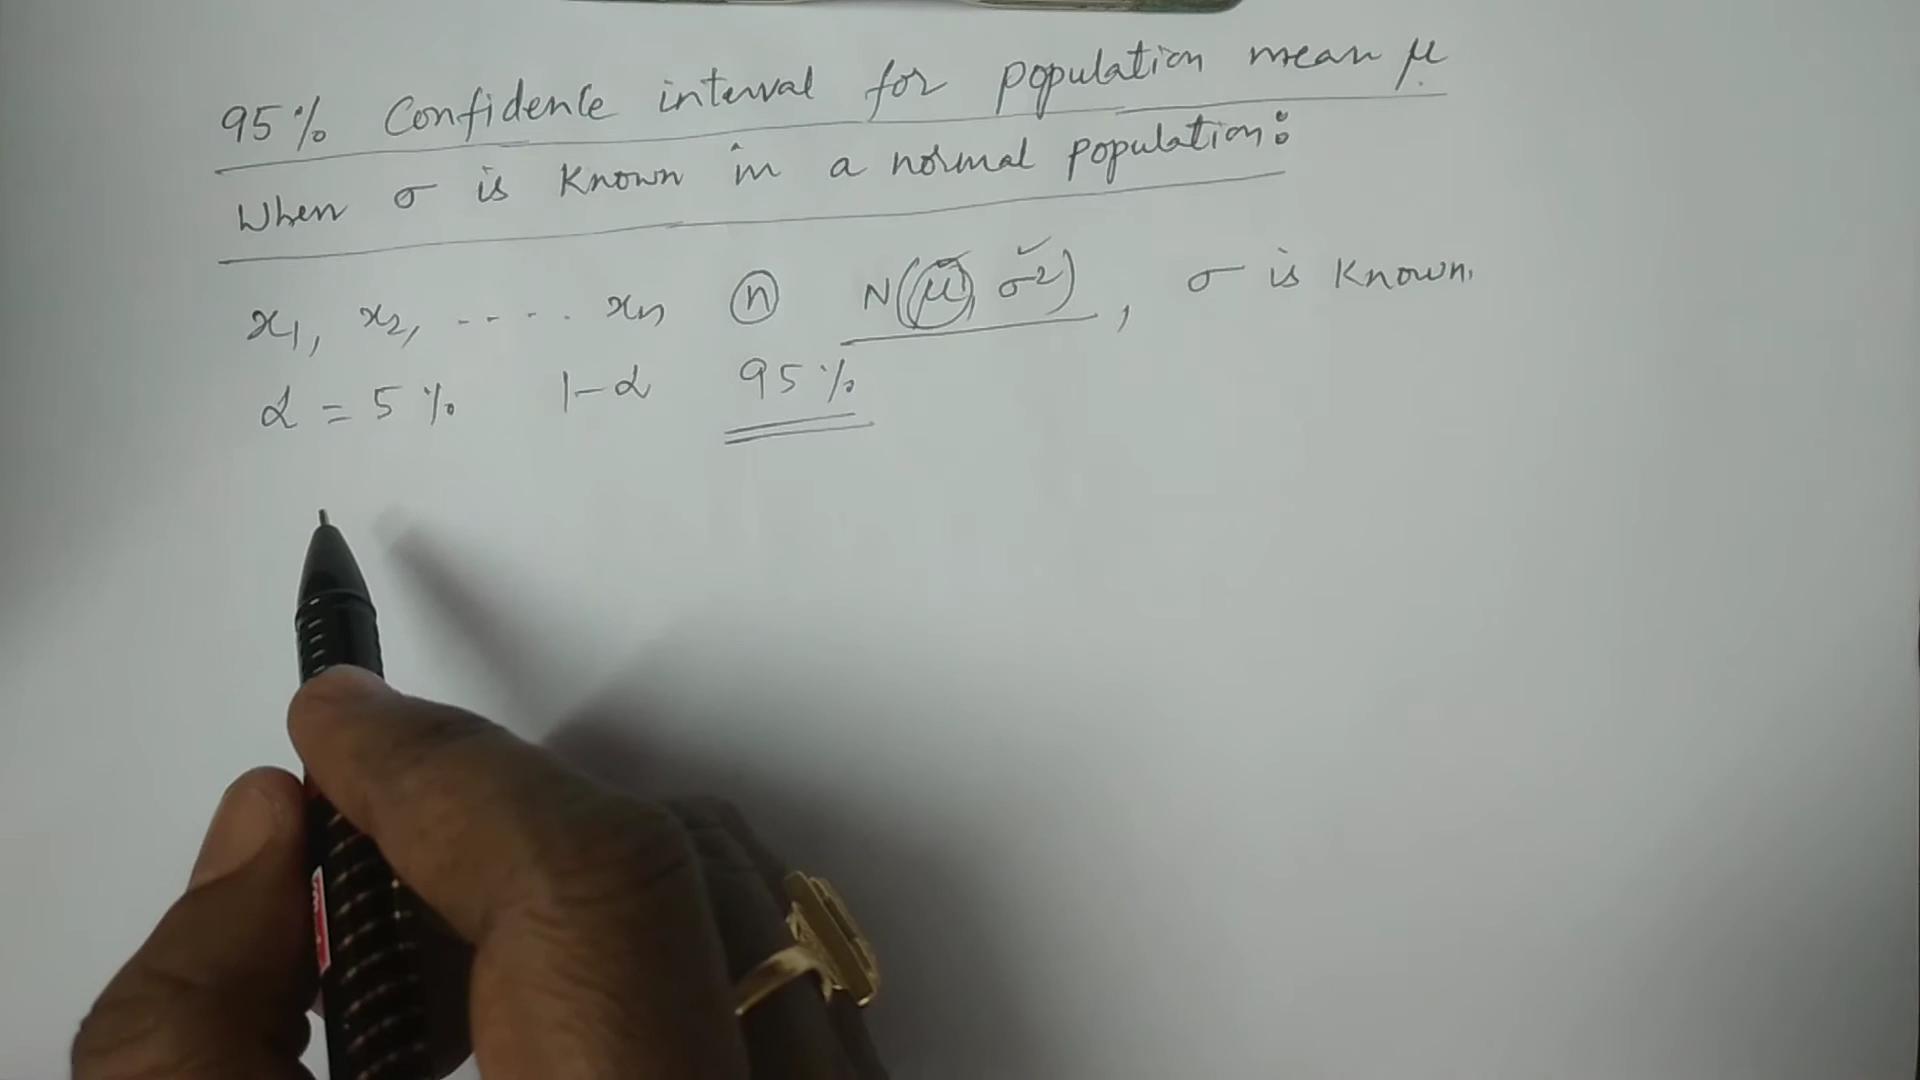 95% Confidence interval for population mean μ
When σ is known in a normal population:
x₁, x₂, ----. xₙ n N(μ, σ²), σ is known.
α = 5% 1-α 95%